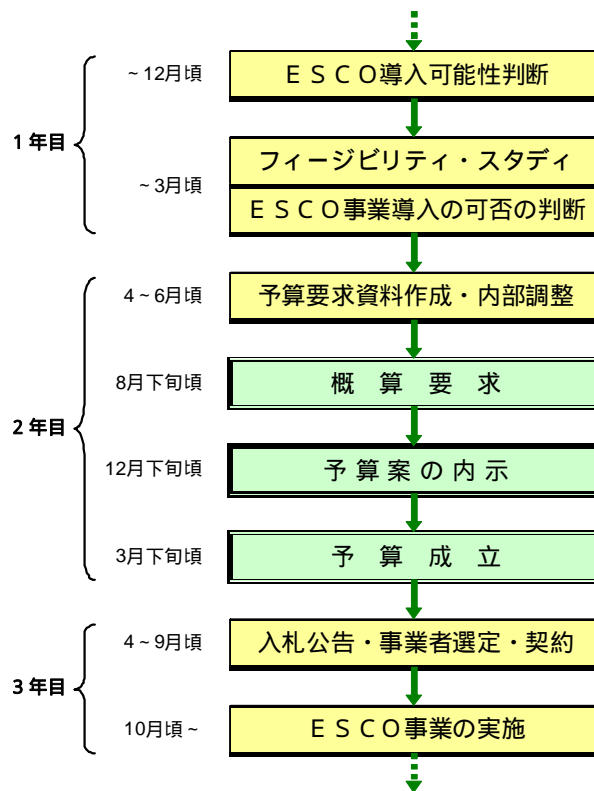 ~12月頃
ＥＳＣＯ導入可能性判断
1年目
フィージビリティ・スタディ
~3月頃
ＥＳＣＯ事業導入の可否の判断
4~6月頃
予算要求資料作成・内部調整
8月下旬頃
概 算 要 求
2年目
12月下旬頃
予算案の内示
3月下旬頃
予 算 成 立
4~9月頃
入札公告・事業者選定・契約
3年目
10月頃~
ＥＳＣＯ事業の実施